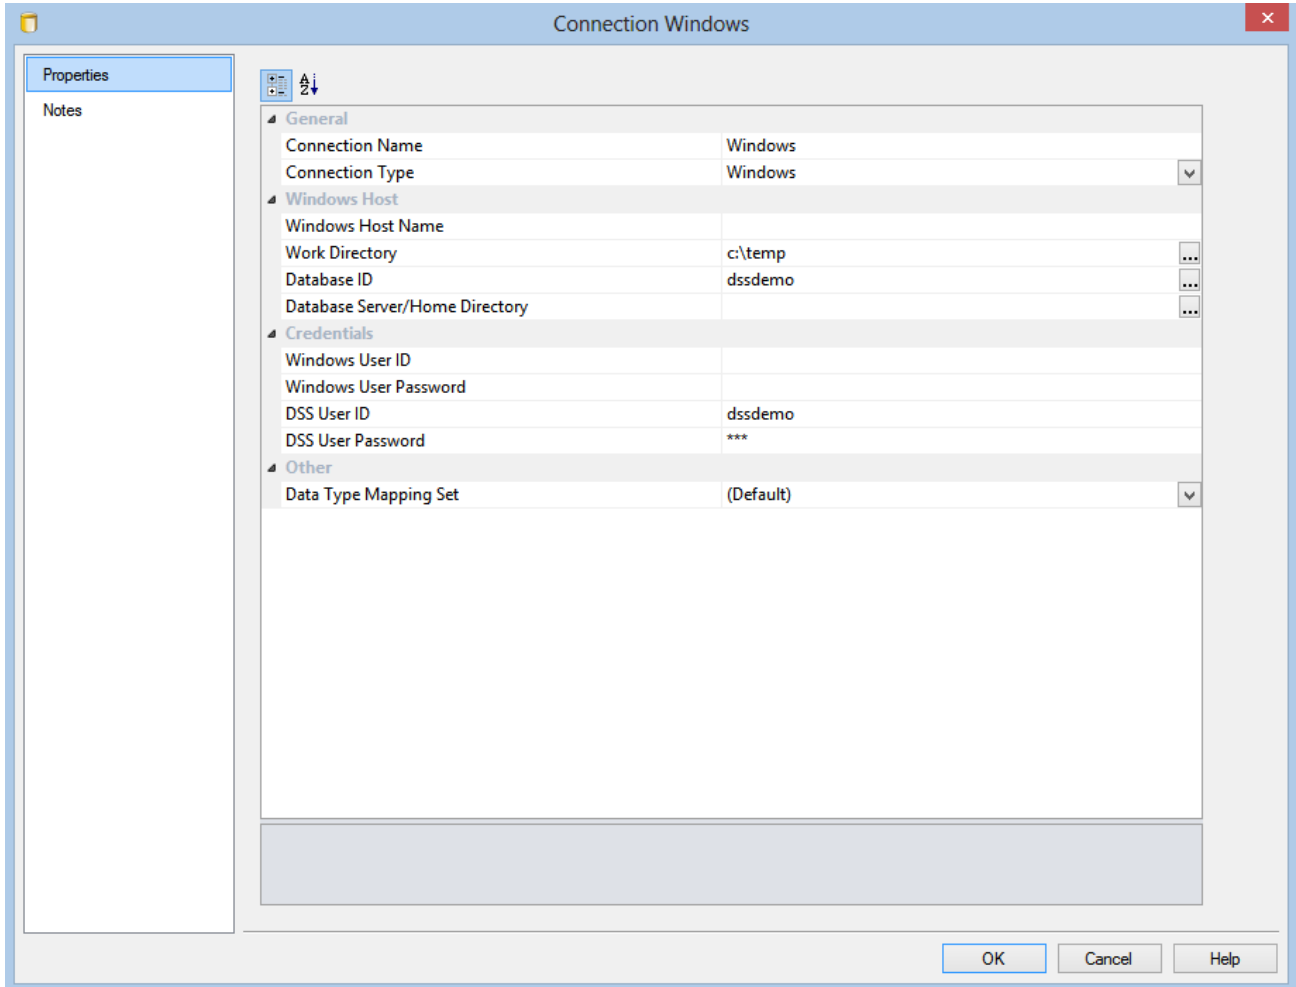 Connection Windows
Properties
Notes
General
Connection Name Windows
Connection Type Windows
Windows Host
Windows Host Name
Work Directory c:\temp
Database ID dssdemo
Database Server/Home Directory
Credentials
Windows User ID
Windows User Password
DSS User ID dssdemo
DSS User Password ***
Other
Data Type Mapping Set (Default)
OK Cancel Help